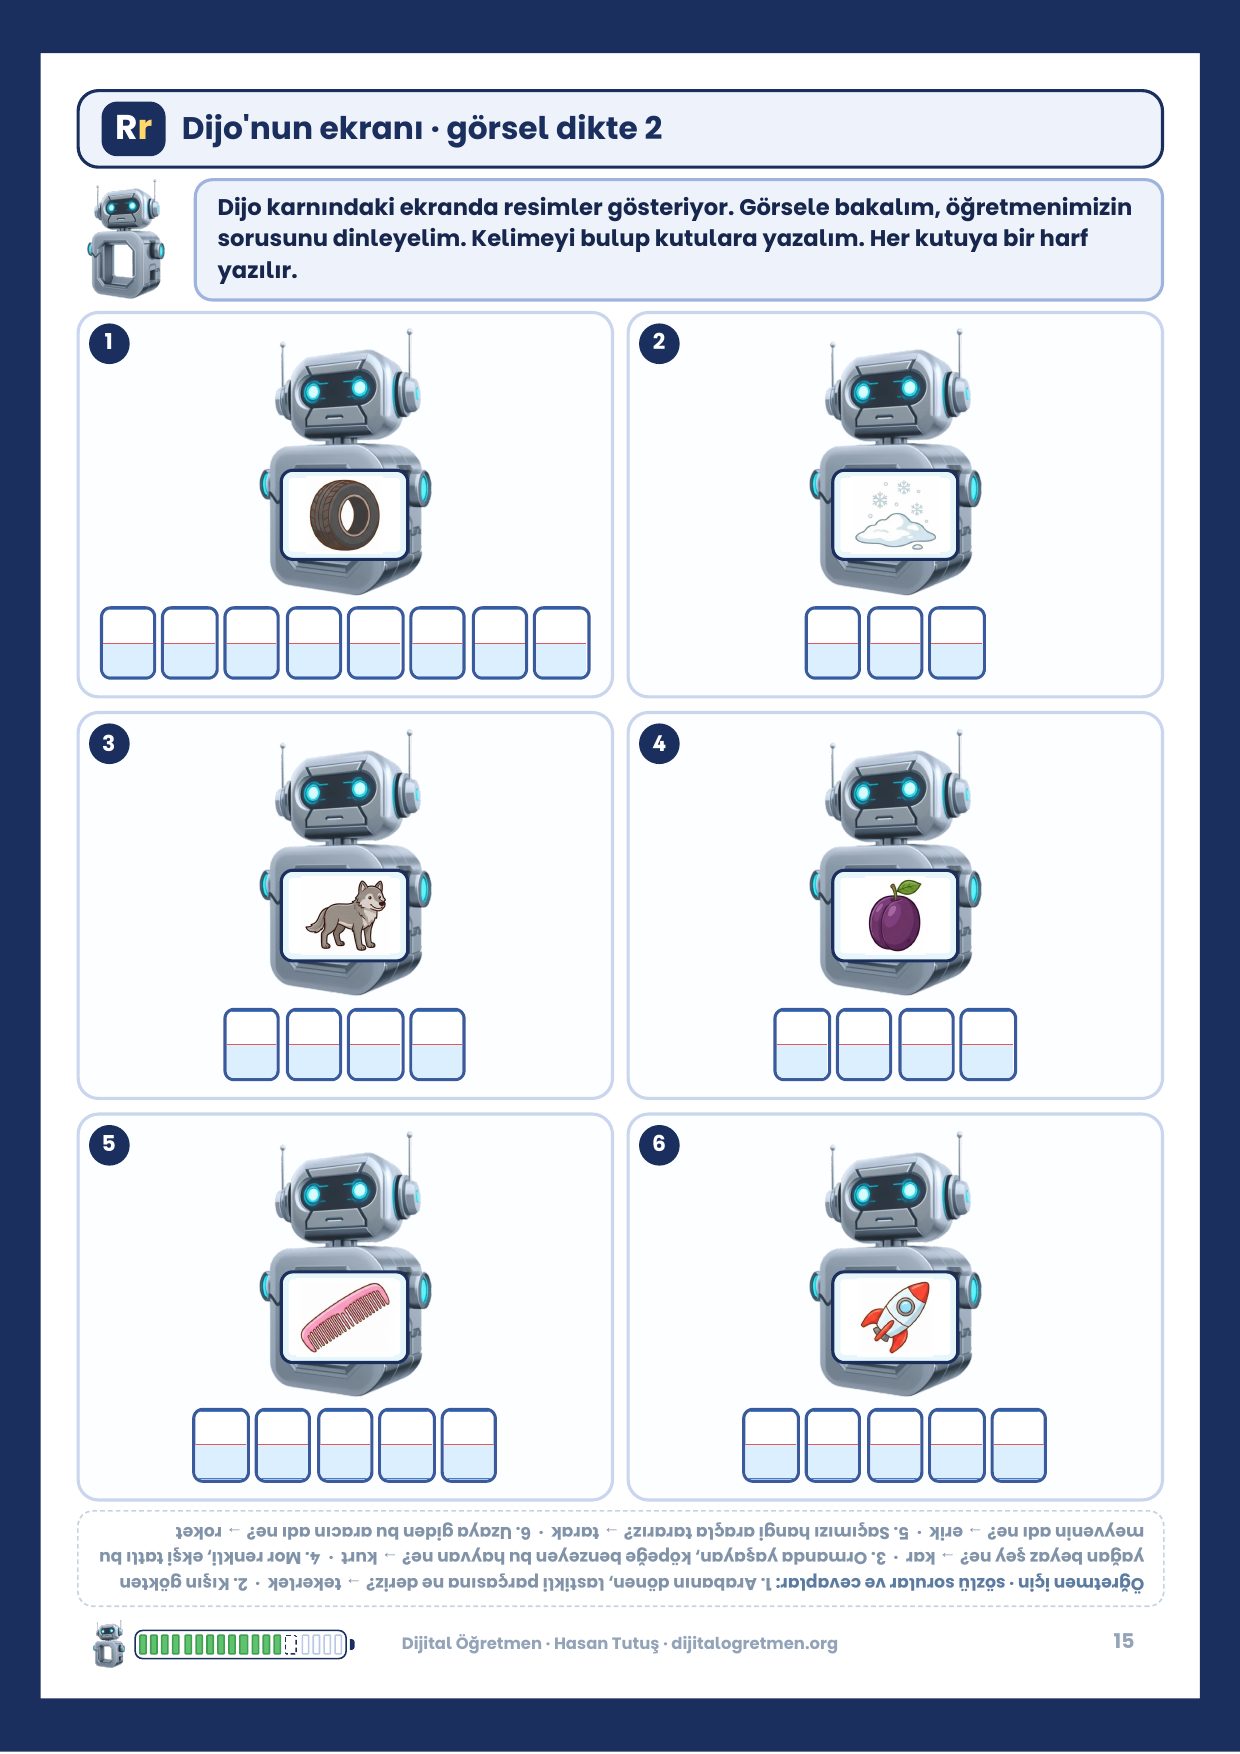 Rr Dijo'nun ekranı · görsel dikte 2
Dijo karnındaki ekranda resimler gösteriyor. Görsele bakalım, öğretmenimizin
sorusunu dinleyelim. Kelimeyi bulup kutulara yazalım. Her kutuya bir harf
yazılır.
1
2
3
4
5
6
Öğretmen için · sözlü sorular ve cevaplar: 1. Arabanın dönen, lastikli parçasına ne deriz? → tekerlek · 2. Kışın gökten
yağan beyaz şey ne? → kar · 3. Ormanda yaşayan, köpeğe benzeyen bu hayvan ne? → kurt · 4. Mor renkli, ekşi tatlı bu
meyvenin adı ne? → erik · 5. Saçımızı hangi araçla tararız? → tarak · 6. Uzaya giden bu aracın adı ne? → roket
Dijital Öğretmen · Hasan Tutuş · dijitalogretmen.org
15